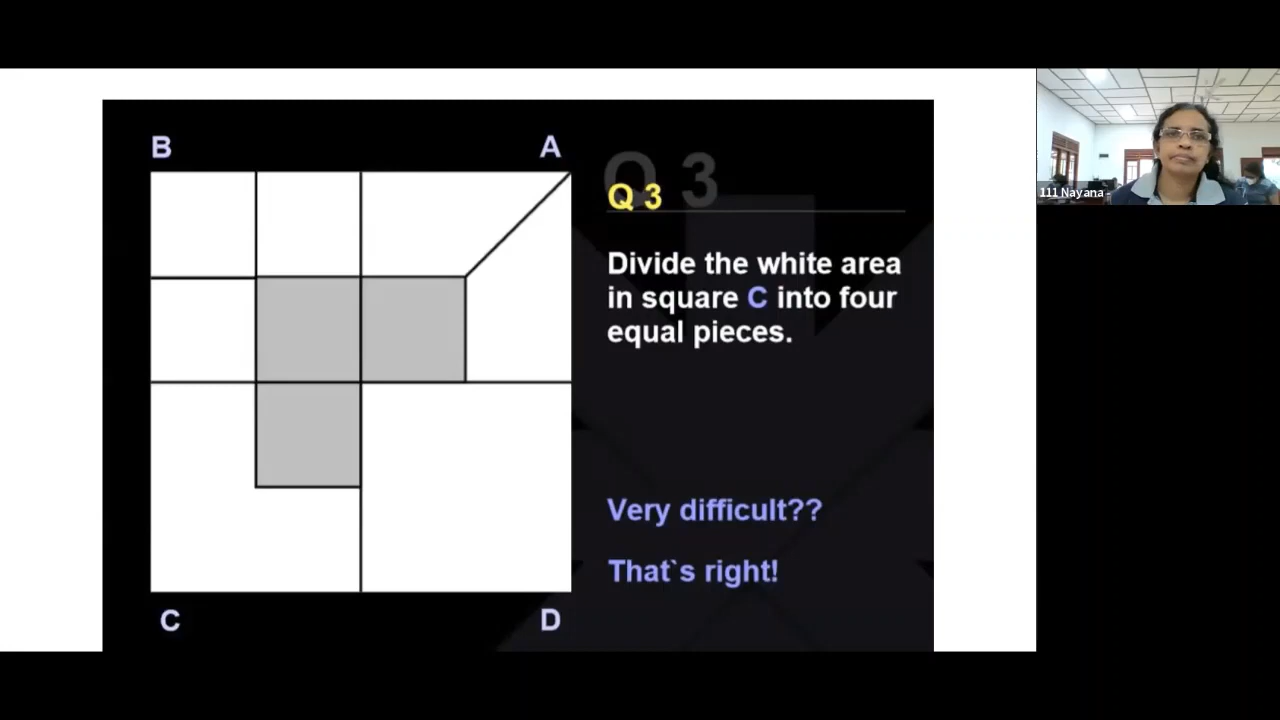 B
A
Q 3
Q 3
Divide the white area
in square C into four
equal pieces.
Very difficult??
That`s right!
C
D
111 Nayana -